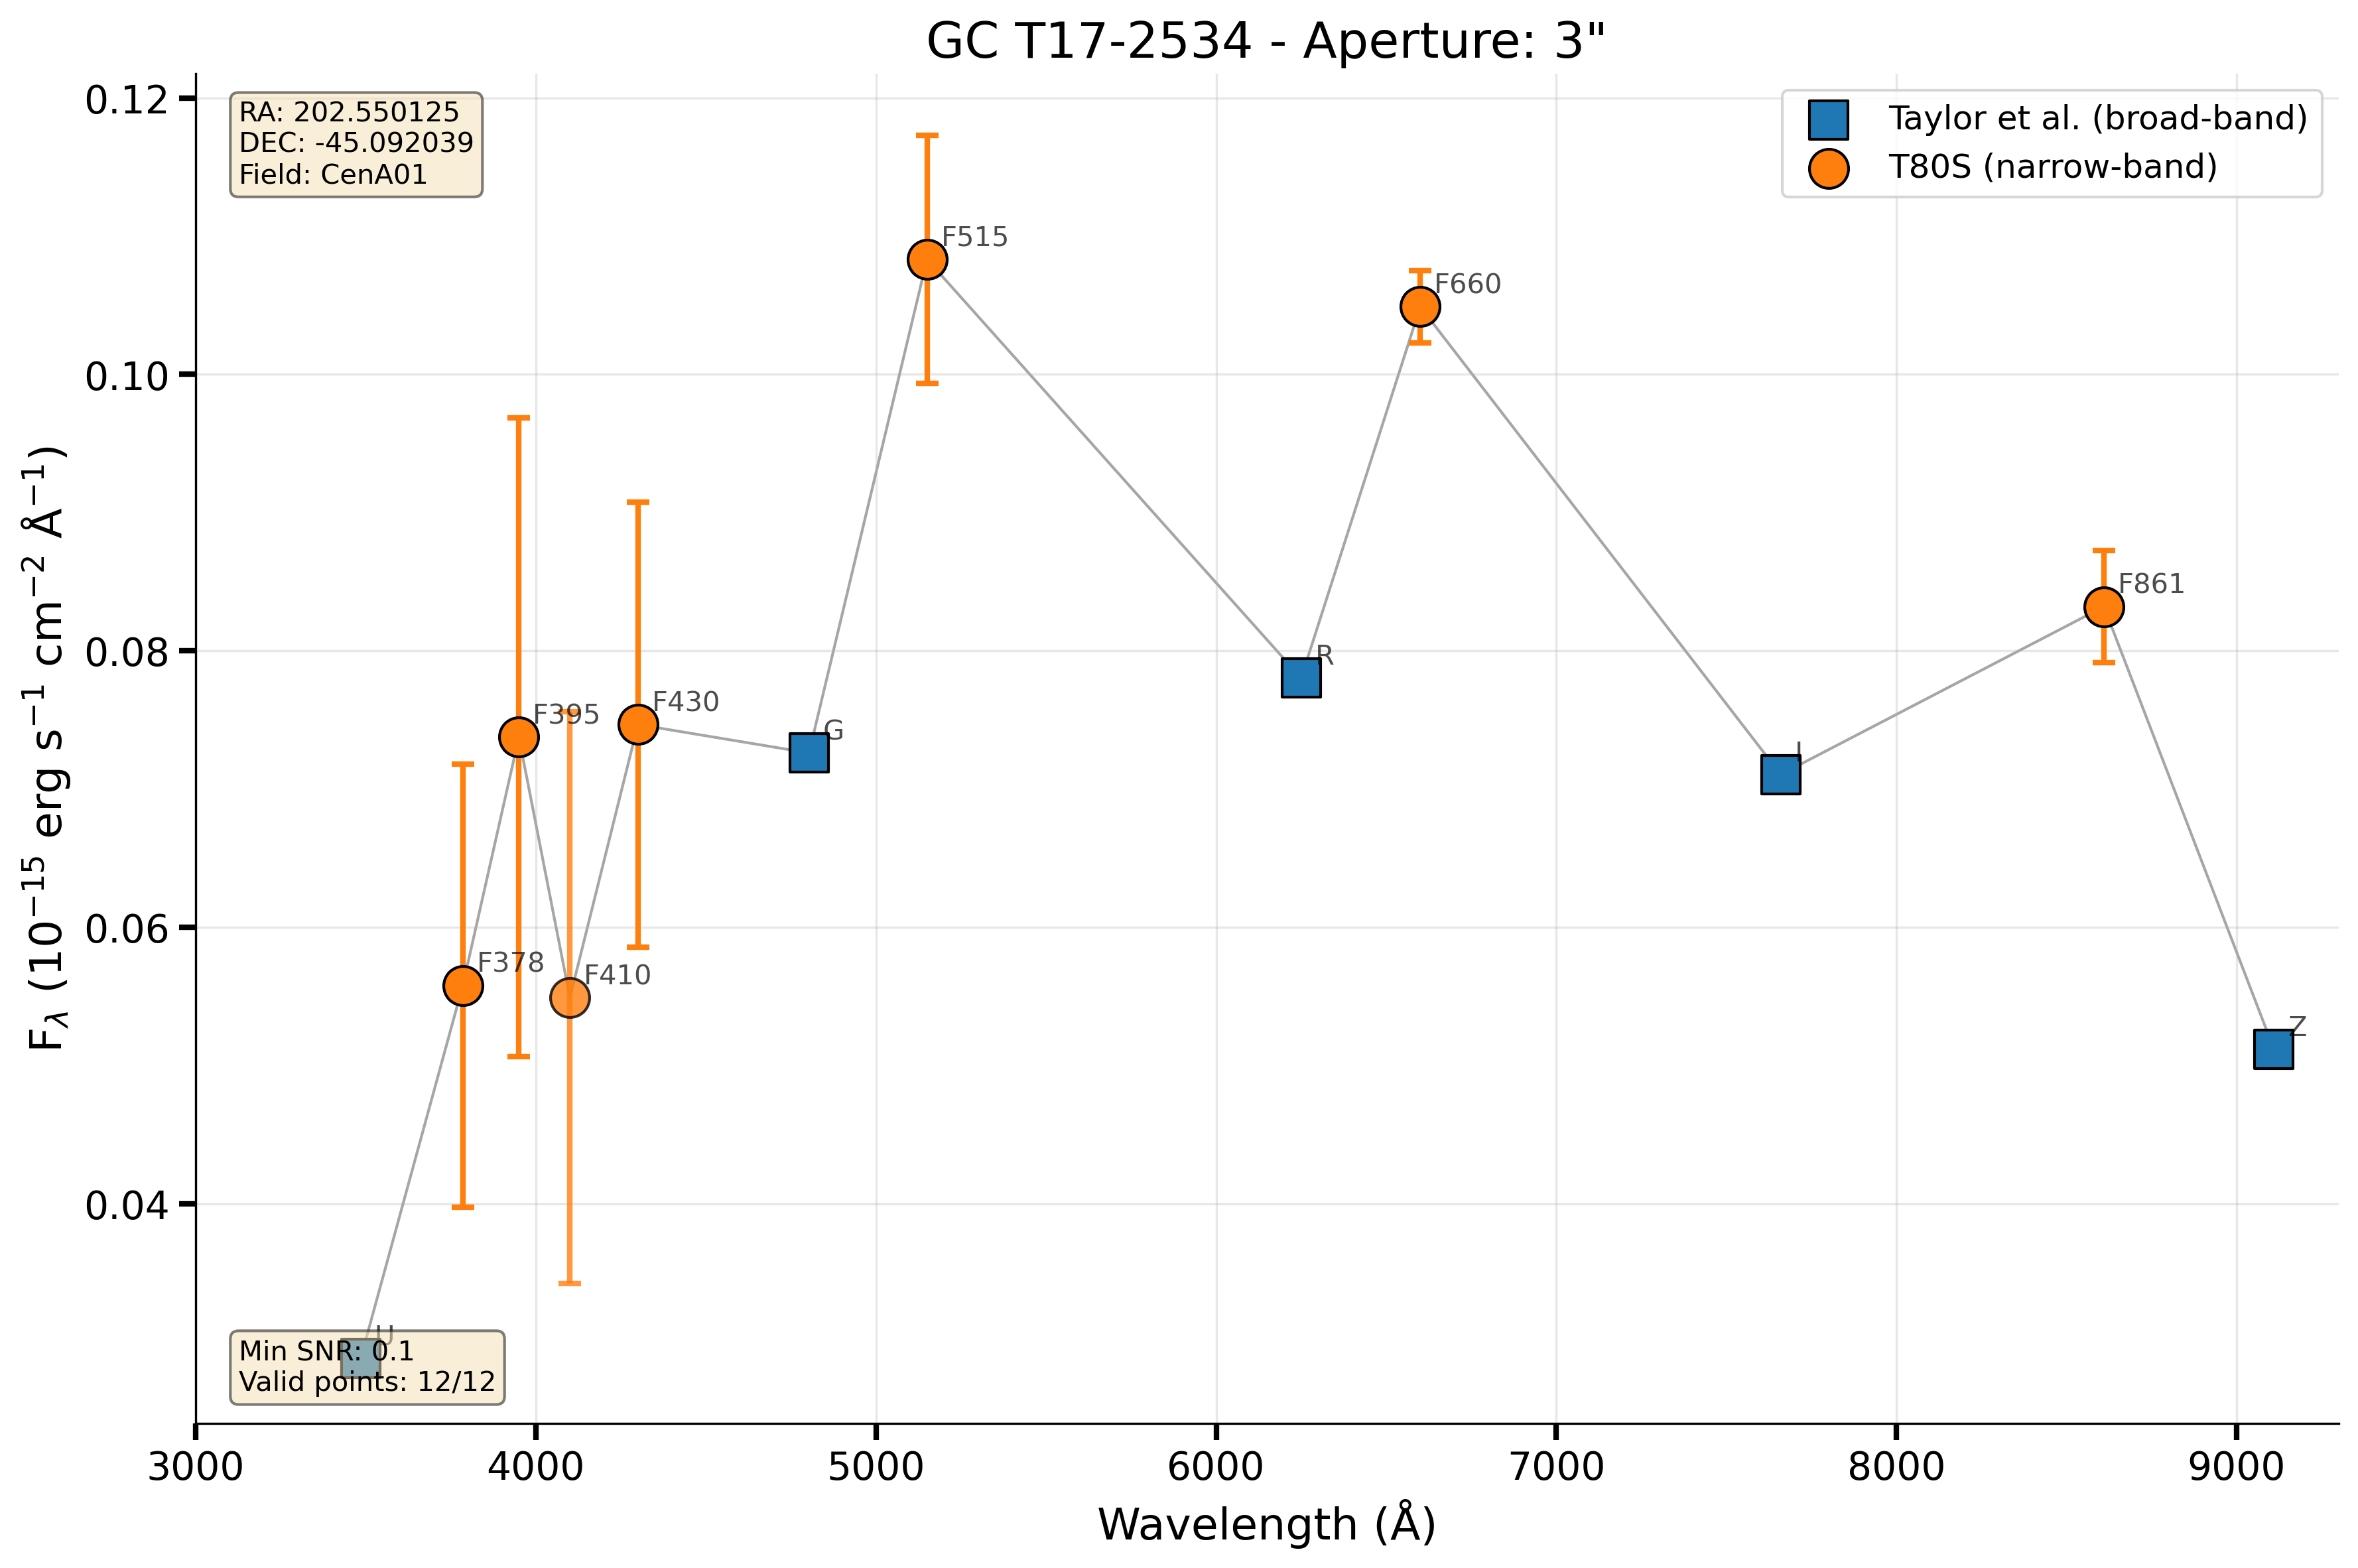 GC T17-2534 - Aperture: 3"
RA: 202.550125
DEC: -45.092039
Field: CenA01
Taylor et al. (broad-band)
T80S (narrow-band)
0.12
0.10
0.08
0.06
0.04
F515
F660
F861
F395
F430
G
R
I
F378
F410
Z
U
Min SNR: 0.1
Valid points: 12/12
3000
4000
5000
6000
7000
8000
9000
Wavelength (Å)
Fλ (10⁻¹⁵ erg s⁻¹ cm⁻² Å⁻¹)